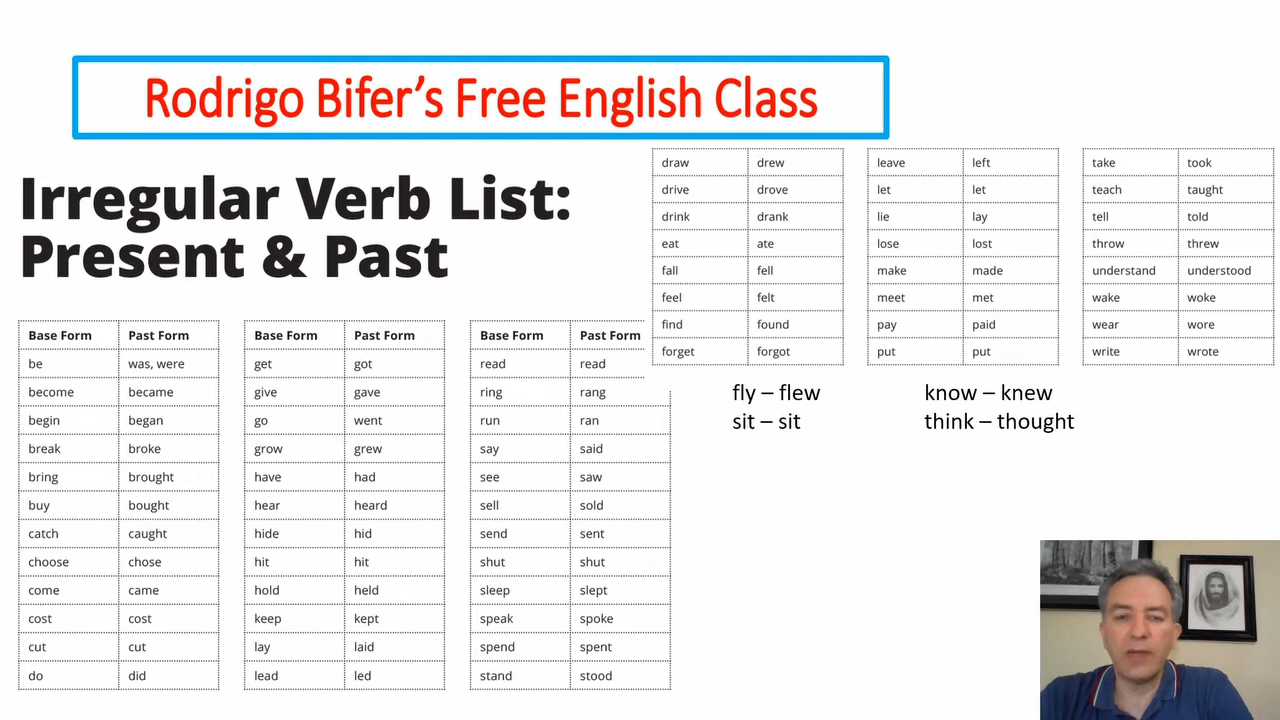 Rodrigo Bifer’s Free English Class
Irregular Verb List:
Present & Past
Base Form Past Form
be was, were
become became
begin began
break broke
bring brought
buy bought
catch caught
choose chose
come came
cost cost
cut cut
do did
Base Form Past Form
get got
give gave
go went
grow grew
have had
hear heard
hide hid
hit hit
hold held
keep kept
lay laid
lead led
Base Form Past Form
read read
ring rang
run ran
say said
see saw
sell sold
send sent
shut shut
sleep slept
speak spoke
spend spent
stand stood
draw drew
drive drove
drink drank
eat ate
fall fell
feel felt
find found
forget forgot
leave left
let let
lie lay
lose lost
make made
meet met
pay paid
put put
take took
teach taught
tell told
throw threw
understand understood
wake woke
wear wore
write wrote
fly – flew
sit – sit
know – knew
think – thought